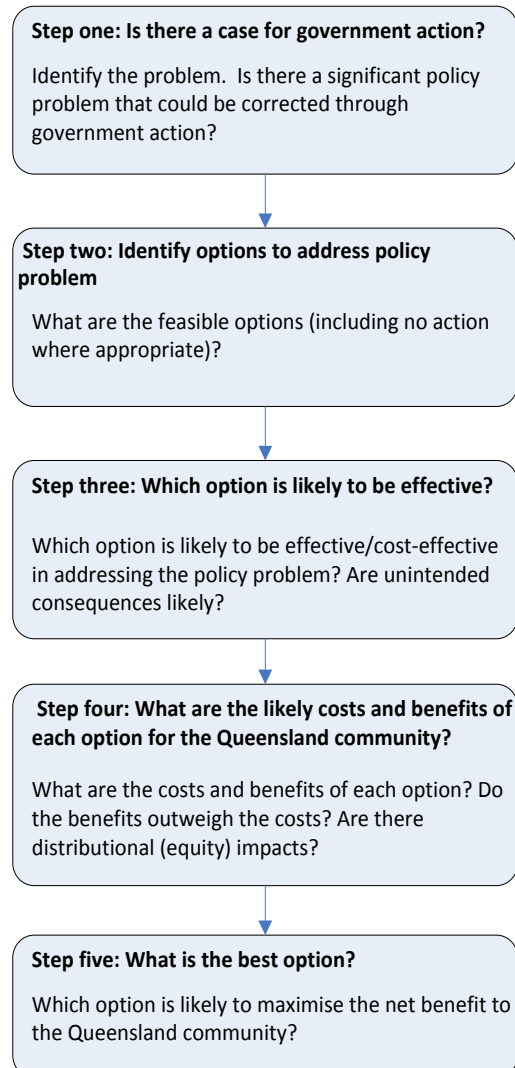 Step one: Is there a case for government action?
Identify the problem.  Is there a significant policy
problem that could be corrected through
government action?
Step two: Identify options to address policy
problem
What are the feasible options (including no action
where appropriate)?
Step three: Which option is likely to be effective?
Which option is likely to be effective/cost-effective
in addressing the policy problem? Are unintended
consequences likely?
Step four: What are the likely costs and benefits of
each option for the Queensland community?
What are the costs and benefits of each option? Do
the benefits outweigh the costs? Are there
distributional (equity) impacts?
Step five: What is the best option?
Which option is likely to maximise the net benefit to
the Queensland community?